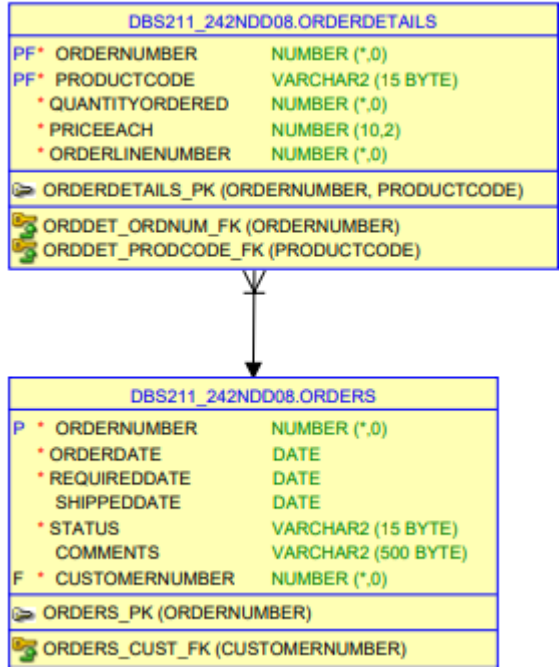 DBS211_242NDD08.ORDERDETAILS
PF* ORDERNUMBER NUMBER (*,0)
PF* PRODUCTCODE VARCHAR2 (15 BYTE)
* QUANTITYORDERED NUMBER (*,0)
* PRICEEACH NUMBER (10,2)
* ORDERLINENUMBER NUMBER (*,0)
ORDERDETAILS_PK (ORDERNUMBER, PRODUCTCODE)
ORDDET_ORDNUM_FK (ORDERNUMBER)
ORDDET_PRODCODE_FK (PRODUCTCODE)
DBS211_242NDD08.ORDERS
P * ORDERNUMBER NUMBER (*,0)
* ORDERDATE DATE
* REQUIREDDATE DATE
SHIPPEDDATE DATE
* STATUS VARCHAR2 (15 BYTE)
COMMENTS VARCHAR2 (500 BYTE)
F * CUSTOMERNUMBER NUMBER (*,0)
ORDERS_PK (ORDERNUMBER)
ORDERS_CUST_FK (CUSTOMERNUMBER)